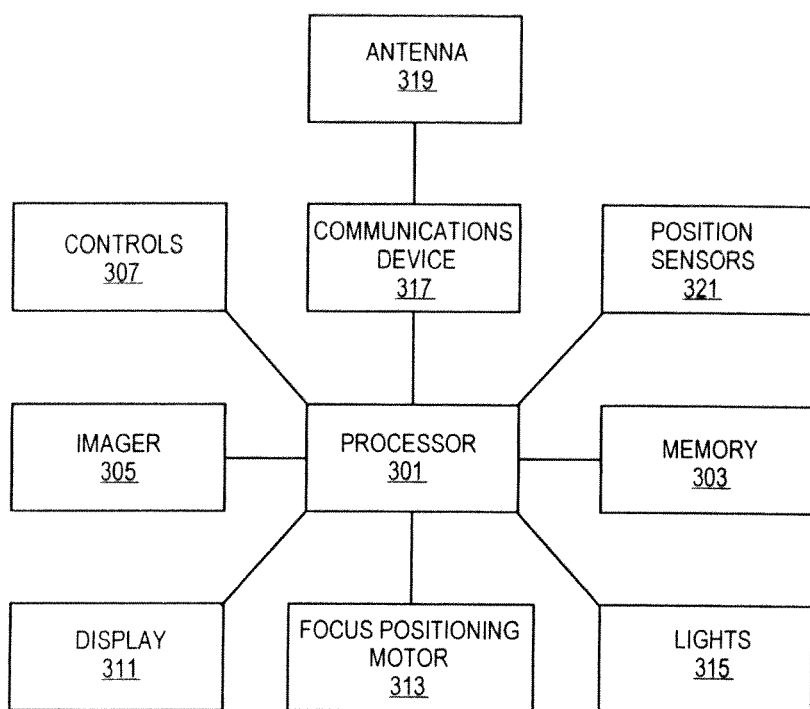 ANTENNA
319
CONTROLS
307
COMMUNICATIONS
DEVICE
317
POSITION
SENSORS
321
IMAGER
305
PROCESSOR
301
MEMORY
303
DISPLAY
311
FOCUS POSITIONING
MOTOR
313
LIGHTS
315